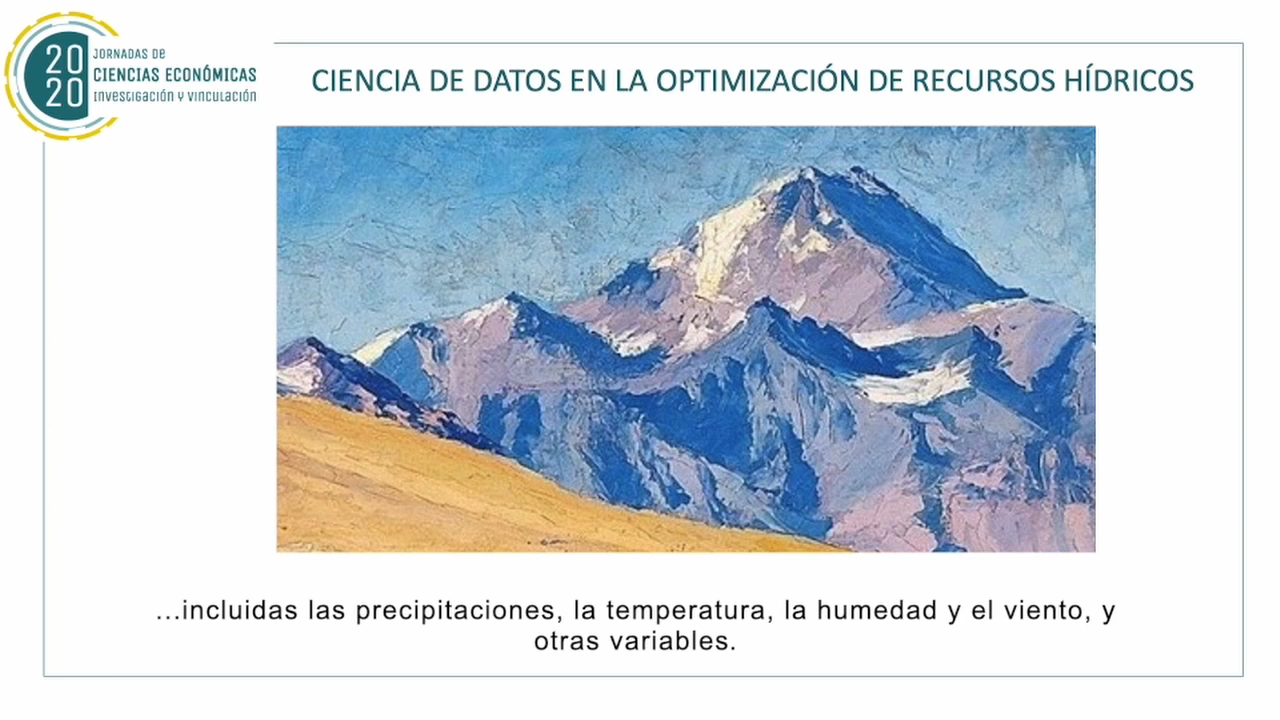 20
20
JORNADAS DE
CIENCIAS ECONÓMICAS
INVESTIGACIÓN Y VINCULACIÓN
CIENCIA DE DATOS EN LA OPTIMIZACIÓN DE RECURSOS HÍDRICOS
...incluidas las precipitaciones, la temperatura, la humedad y el viento, y
otras variables.